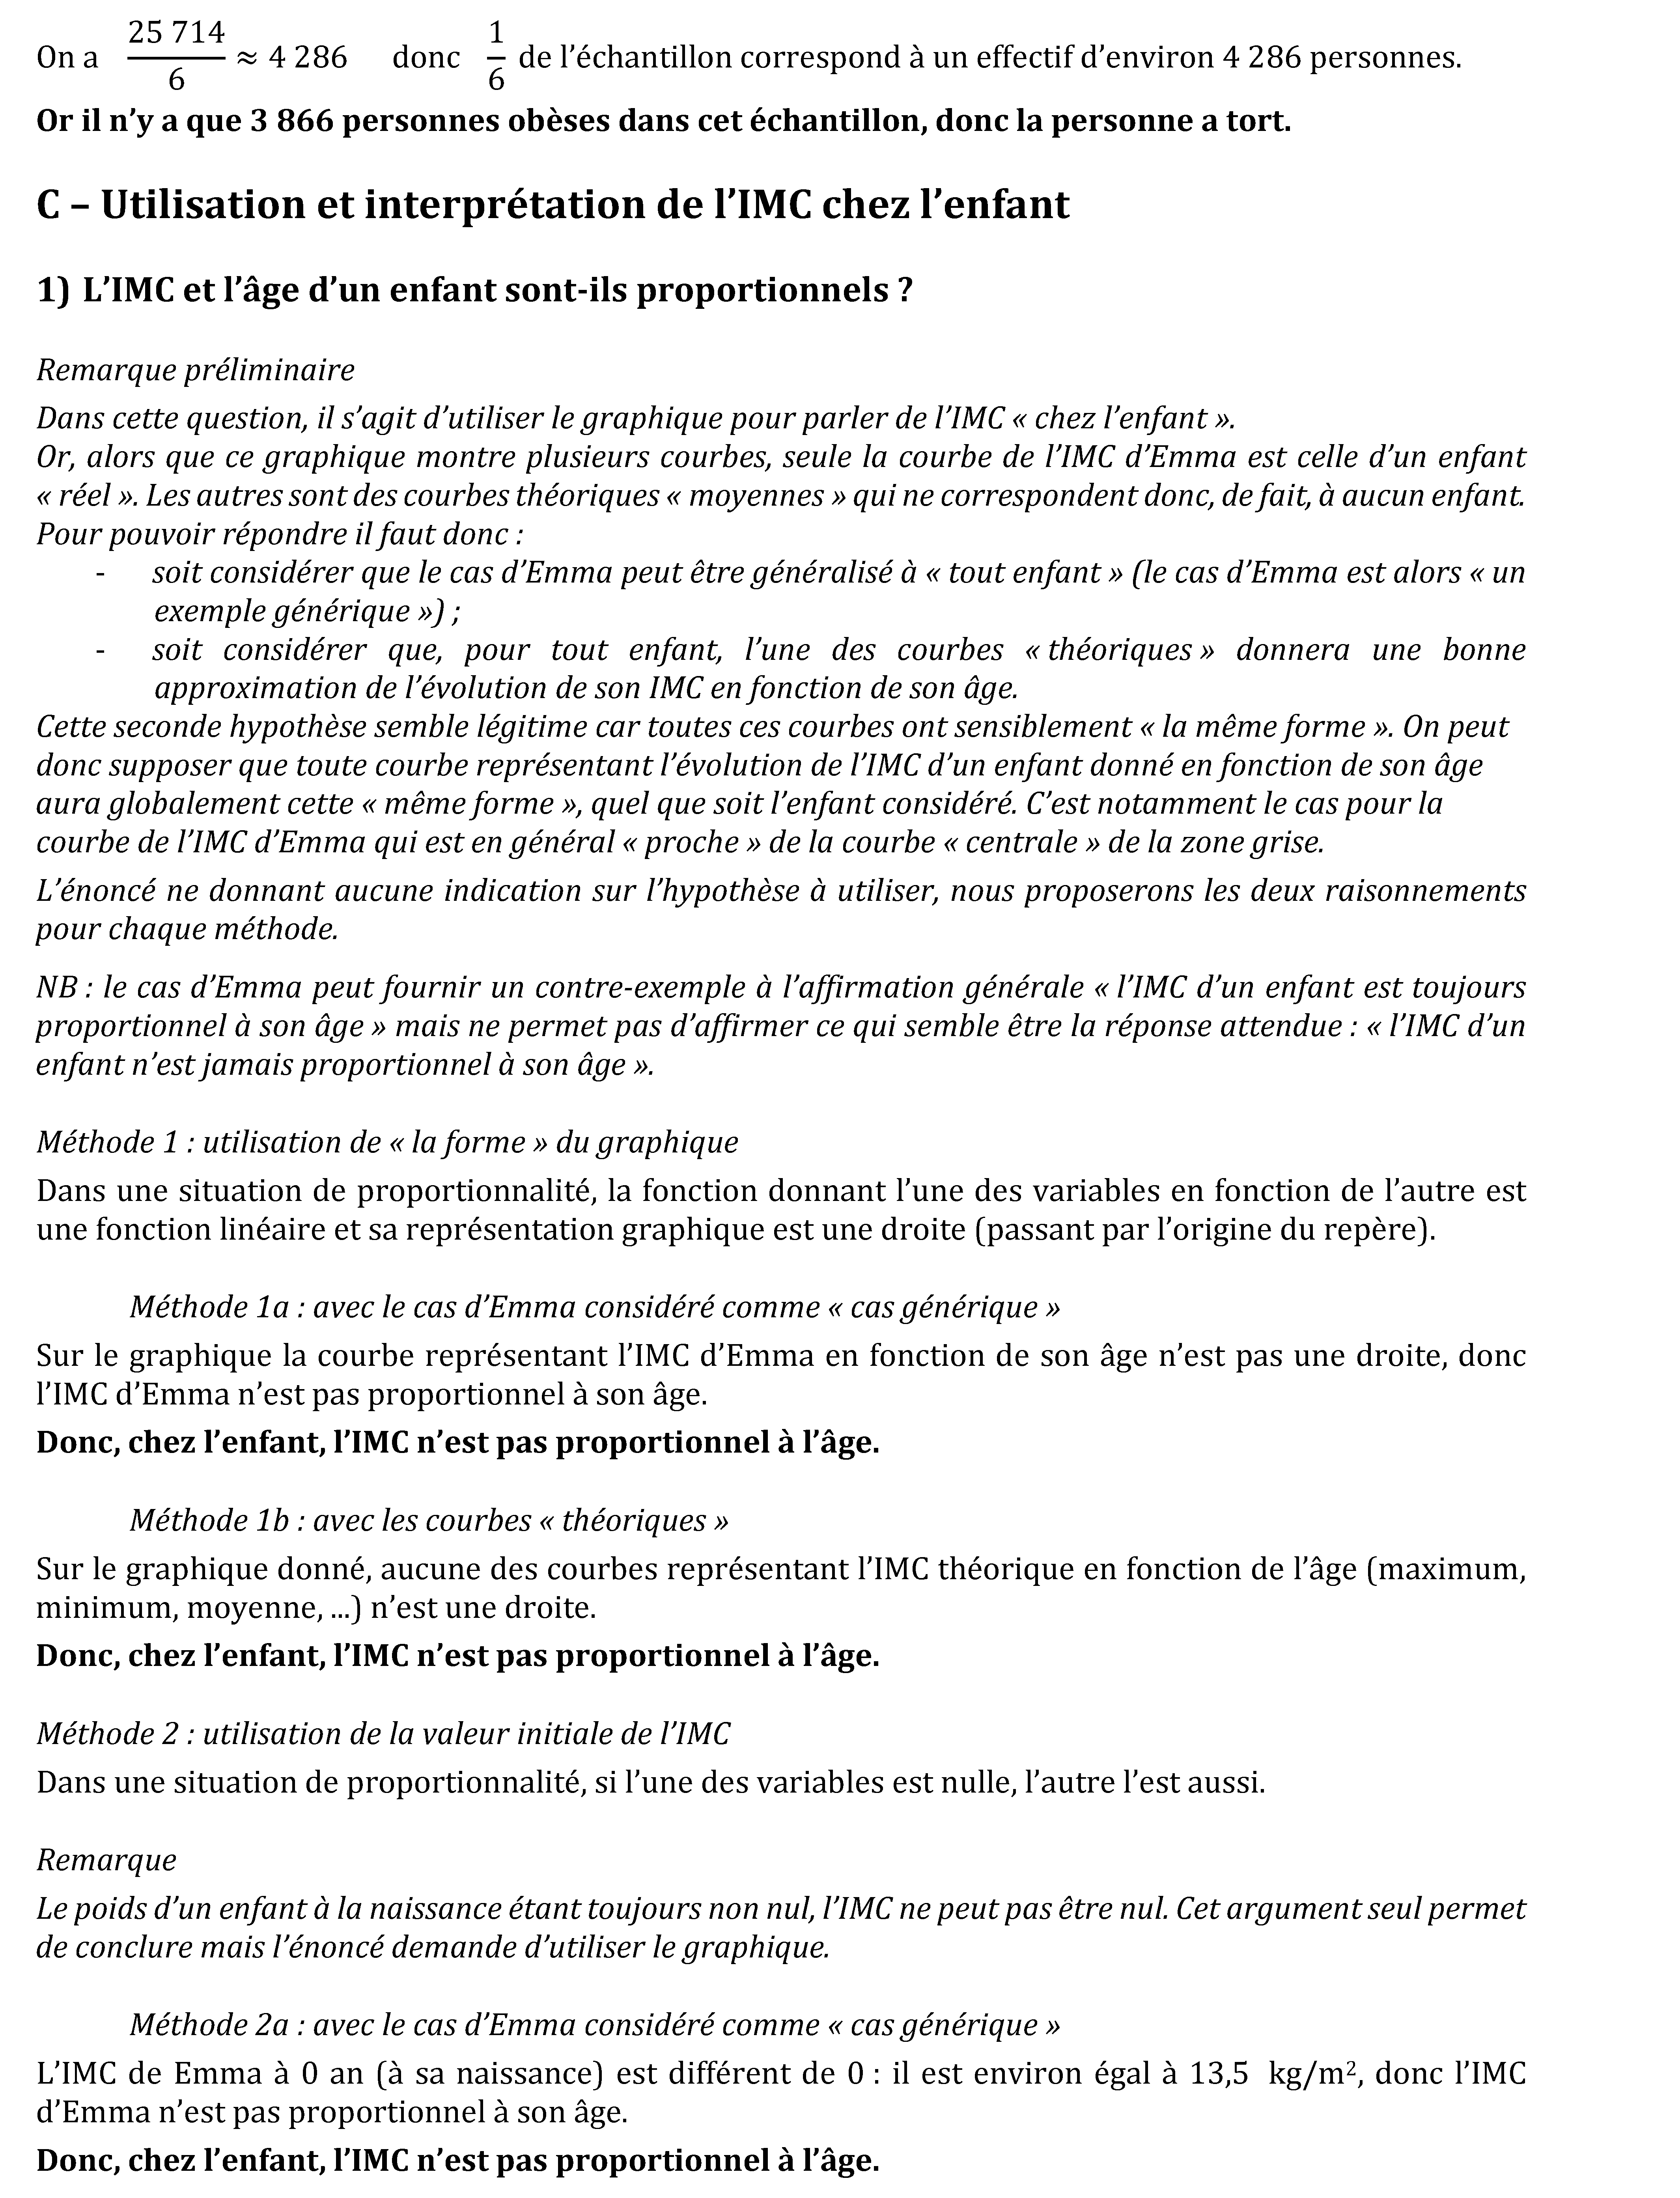 On a 25 714/6 ≈ 4 286 donc 1/6 de l’échantillon correspond à un effectif d’environ 4 286 personnes.
Or il n’y a que 3 866 personnes obèses dans cet échantillon, donc la personne a tort.
C – Utilisation et interprétation de l’IMC chez l’enfant
1) L’IMC et l’âge d’un enfant sont-ils proportionnels ?
Remarque préliminaire
Dans cette question, il s’agit d’utiliser le graphique pour parler de l’IMC « chez l’enfant ».
Or, alors que ce graphique montre plusieurs courbes, seule la courbe de l’IMC d’Emma est celle d’un enfant
« réel ». Les autres sont des courbes théoriques « moyennes » qui ne correspondent donc, de fait, à aucun enfant.
Pour pouvoir répondre il faut donc :
- soit considérer que le cas d’Emma peut être généralisé à « tout enfant » (le cas d’Emma est alors « un
exemple générique ») ;
- soit considérer que, pour tout enfant, l’une des courbes « théoriques » donnera une bonne
approximation de l’évolution de son IMC en fonction de son âge.
Cette seconde hypothèse semble légitime car toutes ces courbes ont sensiblement « la même forme ». On peut
donc supposer que toute courbe représentant l’évolution de l’IMC d’un enfant donné en fonction de son âge
aura globalement cette « même forme », quel que soit l’enfant considéré. C’est notamment le cas pour la
courbe de l’IMC d’Emma qui est en général « proche » de la courbe « centrale » de la zone grise.
L’énoncé ne donnant aucune indication sur l’hypothèse à utiliser, nous proposerons les deux raisonnements
pour chaque méthode.
NB : le cas d’Emma peut fournir un contre-exemple à l’affirmation générale « l’IMC d’un enfant est toujours
proportionnel à son âge » mais ne permet pas d’affirmer ce qui semble être la réponse attendue : « l’IMC d’un
enfant n’est jamais proportionnel à son âge ».
Méthode 1 : utilisation de « la forme » du graphique
Dans une situation de proportionnalité, la fonction donnant l’une des variables en fonction de l’autre est
une fonction linéaire et sa représentation graphique est une droite (passant par l’origine du repère).
Méthode 1a : avec le cas d’Emma considéré comme « cas générique »
Sur le graphique la courbe représentant l’IMC d’Emma en fonction de son âge n’est pas une droite, donc
l’IMC d’Emma n’est pas proportionnel à son âge.
Donc, chez l’enfant, l’IMC n’est pas proportionnel à l’âge.
Méthode 1b : avec les courbes « théoriques »
Sur le graphique donné, aucune des courbes représentant l’IMC théorique en fonction de l’âge (maximum,
minimum, moyenne, ...) n’est une droite.
Donc, chez l’enfant, l’IMC n’est pas proportionnel à l’âge.
Méthode 2 : utilisation de la valeur initiale de l’IMC
Dans une situation de proportionnalité, si l’une des variables est nulle, l’autre l’est aussi.
Remarque
Le poids d’un enfant à la naissance étant toujours non nul, l’IMC ne peut pas être nul. Cet argument seul permet
de conclure mais l’énoncé demande d’utiliser le graphique.
Méthode 2a : avec le cas d’Emma considéré comme « cas générique »
L’IMC de Emma à 0 an (à sa naissance) est différent de 0 : il est environ égal à 13,5 kg/m², donc l’IMC
d’Emma n’est pas proportionnel à son âge.
Donc, chez l’enfant, l’IMC n’est pas proportionnel à l’âge.